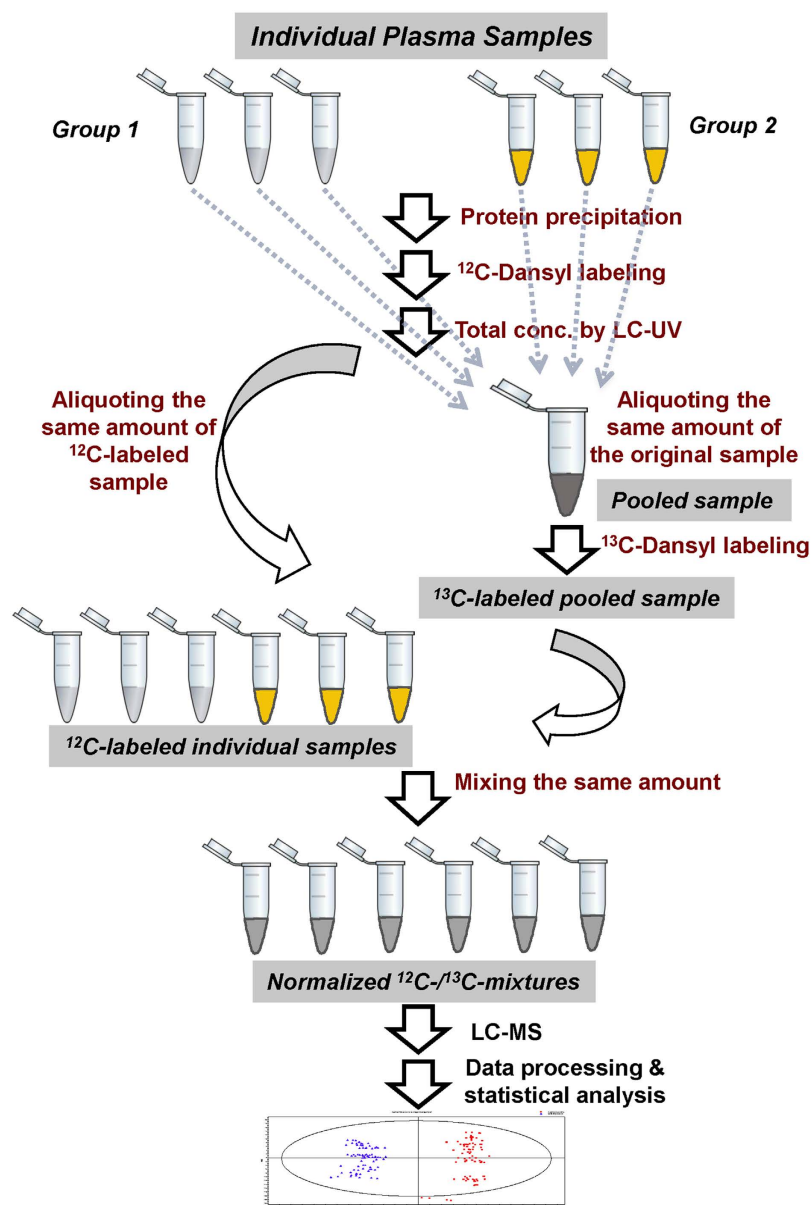 Individual Plasma Samples
Group 1
Group 2
Protein precipitation
¹²C-Dansyl labeling
Total conc. by LC-UV
Aliquoting the
same amount of
¹²C-labeled
sample
Aliquoting the
same amount of
the original sample
Pooled sample
¹³C-Dansyl labeling
¹³C-labeled pooled sample
¹²C-labeled individual samples
Mixing the same amount
Normalized ¹²C-/¹³C-mixtures
LC-MS
Data processing &
statistical analysis